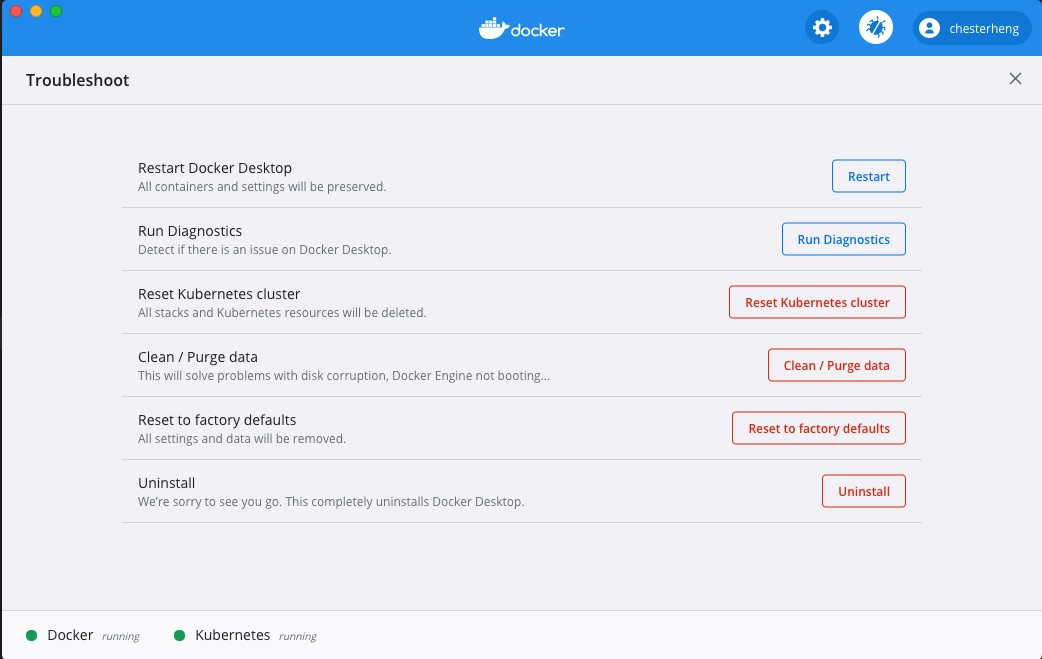 docker
chesterheng
Troubleshoot
Restart Docker Desktop
All containers and settings will be preserved.
Restart
Run Diagnostics
Detect if there is an issue on Docker Desktop.
Run Diagnostics
Reset Kubernetes cluster
All stacks and Kubernetes resources will be deleted.
Reset Kubernetes cluster
Clean / Purge data
This will solve problems with disk corruption, Docker Engine not booting...
Clean / Purge data
Reset to factory defaults
All settings and data will be removed.
Reset to factory defaults
Uninstall
We're sorry to see you go. This completely uninstalls Docker Desktop.
Uninstall
Docker running Kubernetes running